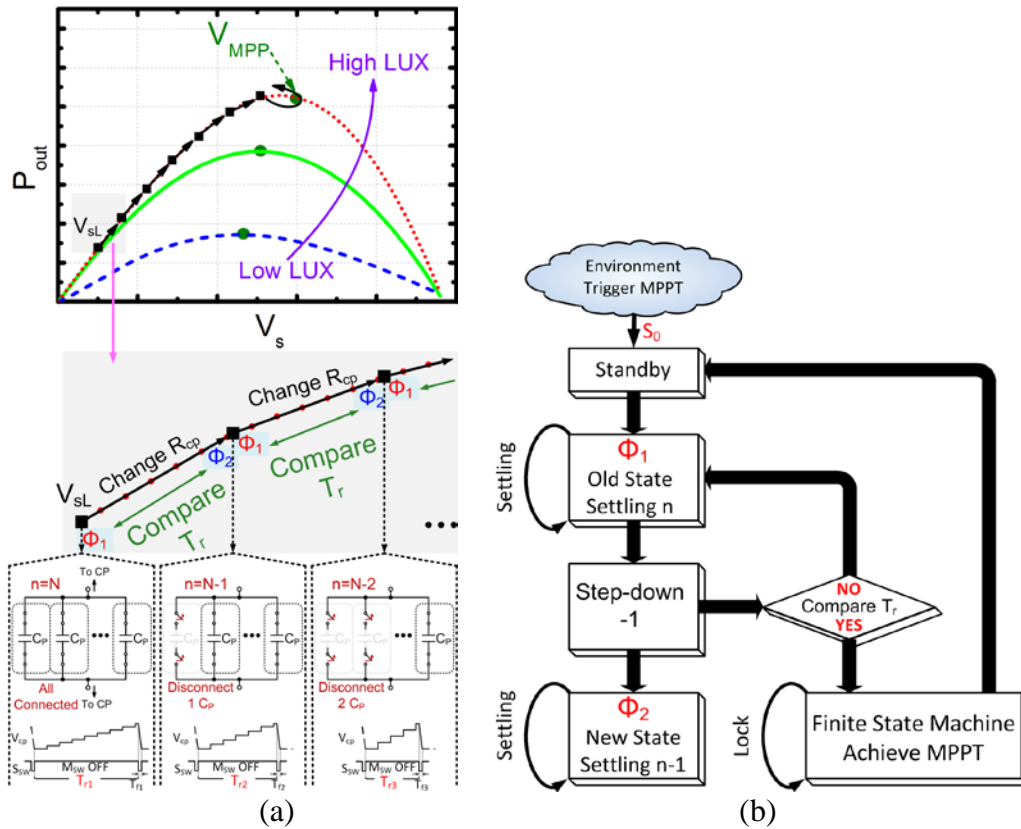 V_MPP
High LUX
P_out
V_sL
Low LUX
V_s
Change R_cp
Φ_1
Change R_cp
Φ_2
Φ_1
Compare
T_r
V_sL
Φ_2
Φ_1
Compare
T_r
•••
n=N
To CP
C_P
C_P
•••
C_P
All
Connected
To CP
n=N-1
C_P
C_P
•••
C_P
Disconnect
1 C_P
n=N-2
C_P
C_P
•••
C_P
Disconnect
2 C_P
V_cp
S_SW
M_SW OFF
T_r1
T_f1
V_cp
S_SW
M_SW OFF
T_r2
T_f2
V_cp
S_SW
M_SW OFF
T_r3
T_f3
(a)
Environment
Trigger MPPT
S_0
Standby
Settling
Φ_1
Old State
Settling n
Step-down
-1
NO
Compare T_r
YES
Settling
Φ_2
New State
Settling n-1
Lock
Finite State Machine
Achieve MPPT
(b)